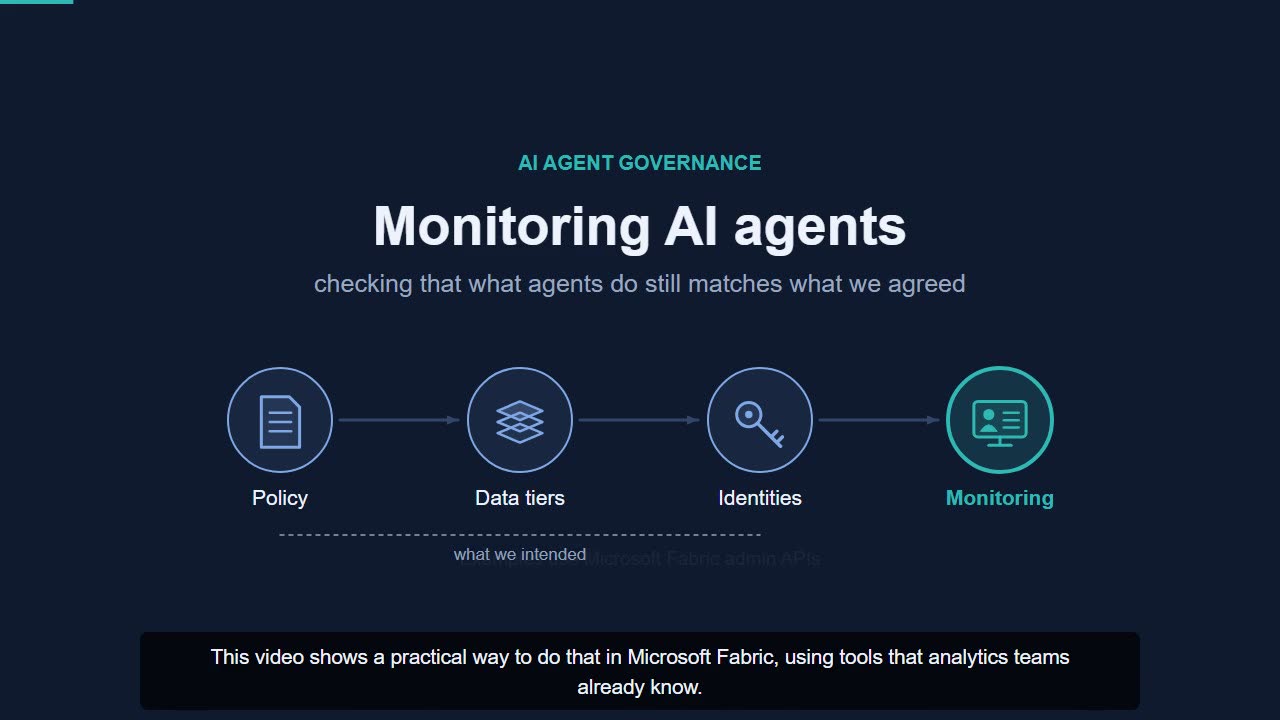 AI AGENT GOVERNANCE
Monitoring AI agents
checking that what agents do still matches what we agreed
Policy
Data tiers
Identities
Monitoring
what we intended
Microsoft Fabric admin APIs
This video shows a practical way to do that in Microsoft Fabric, using tools that analytics teams
already know.